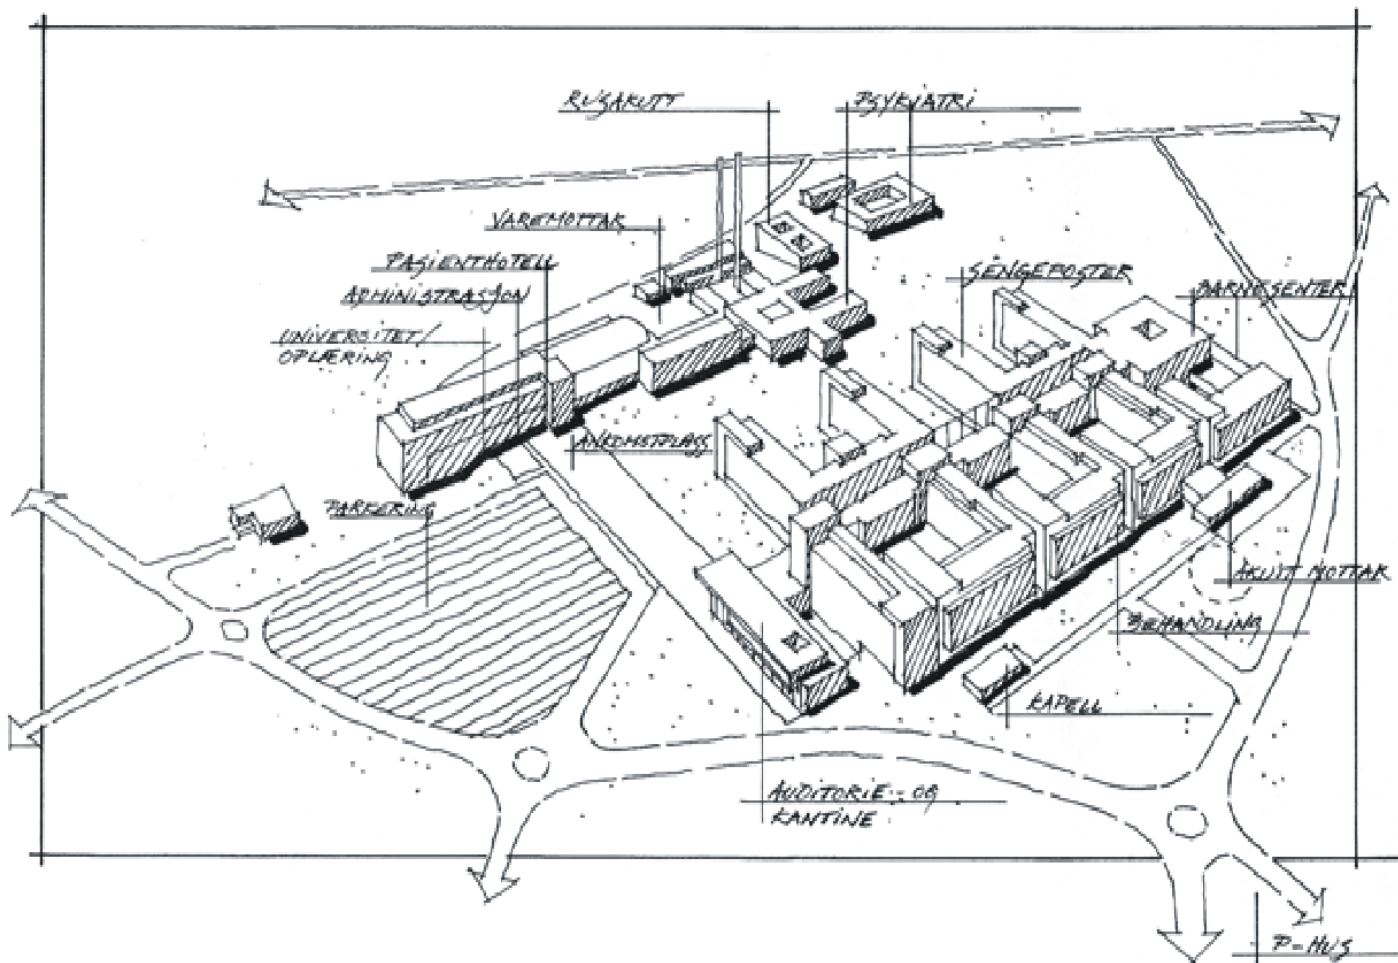 RUSAKUTT
PSYKIATRI
VAREMOTTAK
PASIENTHOTELL
ADMINISTRASJON
UNIVERSITET/
OPLÆRING
SENGEPOSTER
BARNESENTER
ANKOMSTPLASS
PARKERING
AKUTT MOTTAK
BEHANDLING
KAPELL
AUDITORIE- OG
KANTINE
P-HUS